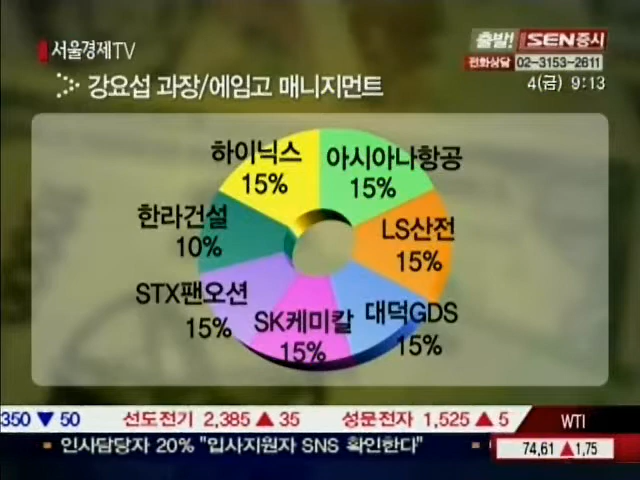 서울경제TV
출발! SEN증시
전화상담 02-3153-2611
강요섭 과장/에임고 매니지먼트
4(금) 9:13
하이닉스
15%
아시아나항공
15%
한라건설
10%
LS산전
15%
STX팬오션
15%
SK케미칼
15%
대덕GDS
15%
350 ▼ 50 선도전기 2,385 ▲ 35 성문전자 1,525 ▲ 5 WTI
인사담당자 20% "입사지원자 SNS 확인한다"
74,61 ▲ 1,75